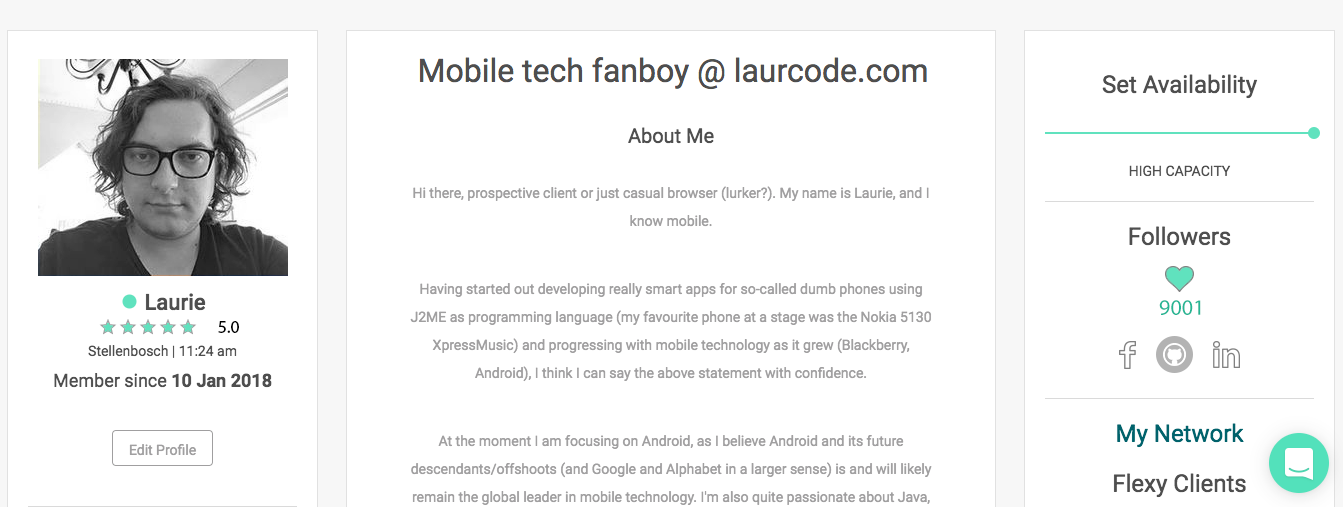 Laurie
5.0
Stellenbosch | 11:24 am
Member since 10 Jan 2018
Edit Profile
Mobile tech fanboy @ laurcode.com
About Me
Hi there, prospective client or just casual browser (lurker?). My name is Laurie, and I
know mobile.
Having started out developing really smart apps for so-called dumb phones using
J2ME as programming language (my favourite phone at a stage was the Nokia 5130
XpressMusic) and progressing with mobile technology as it grew (Blackberry,
Android), I think I can say the above statement with confidence.
At the moment I am focusing on Android, as I believe Android and its future
descendants/offshoots (and Google and Alphabet in a larger sense) is and will likely
remain the global leader in mobile technology. I'm also quite passionate about Java,
Set Availability
HIGH CAPACITY
Followers
9001
My Network
Flexy Clients